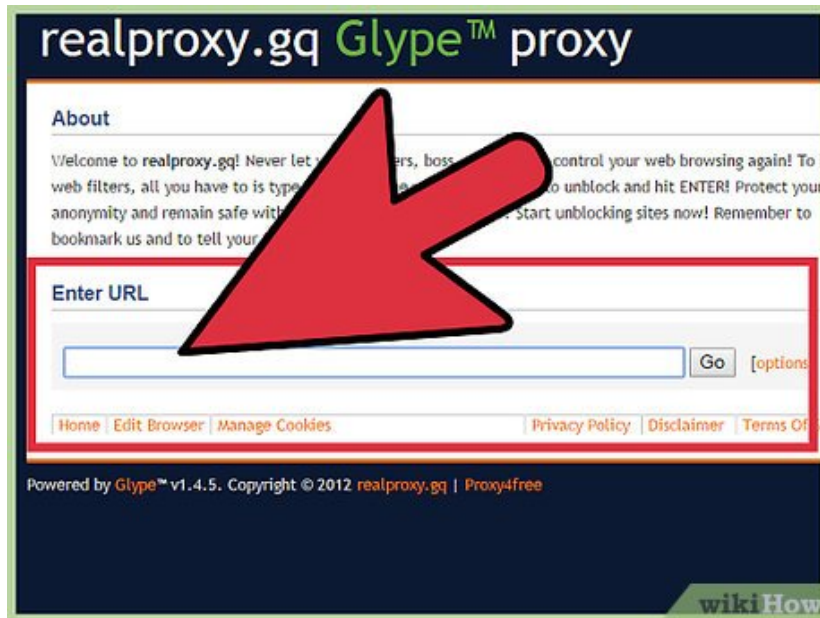 realproxy.gq Glype™ proxy
About
Welcome to realproxy.gq! Never let ers, boss control your web browsing again! To
web filters, all you have to is type to unblock and hit ENTER! Protect your
anonymity and remain safe with Start unblocking sites now! Remember to
bookmark us and to tell your
Enter URL
Go [options
Home | Edit Browser | Manage Cookies Privacy Policy | Disclaimer | Terms Of
Powered by Glype™ v1.4.5. Copyright © 2012 realproxy.gq | Proxy4free
wikiHow